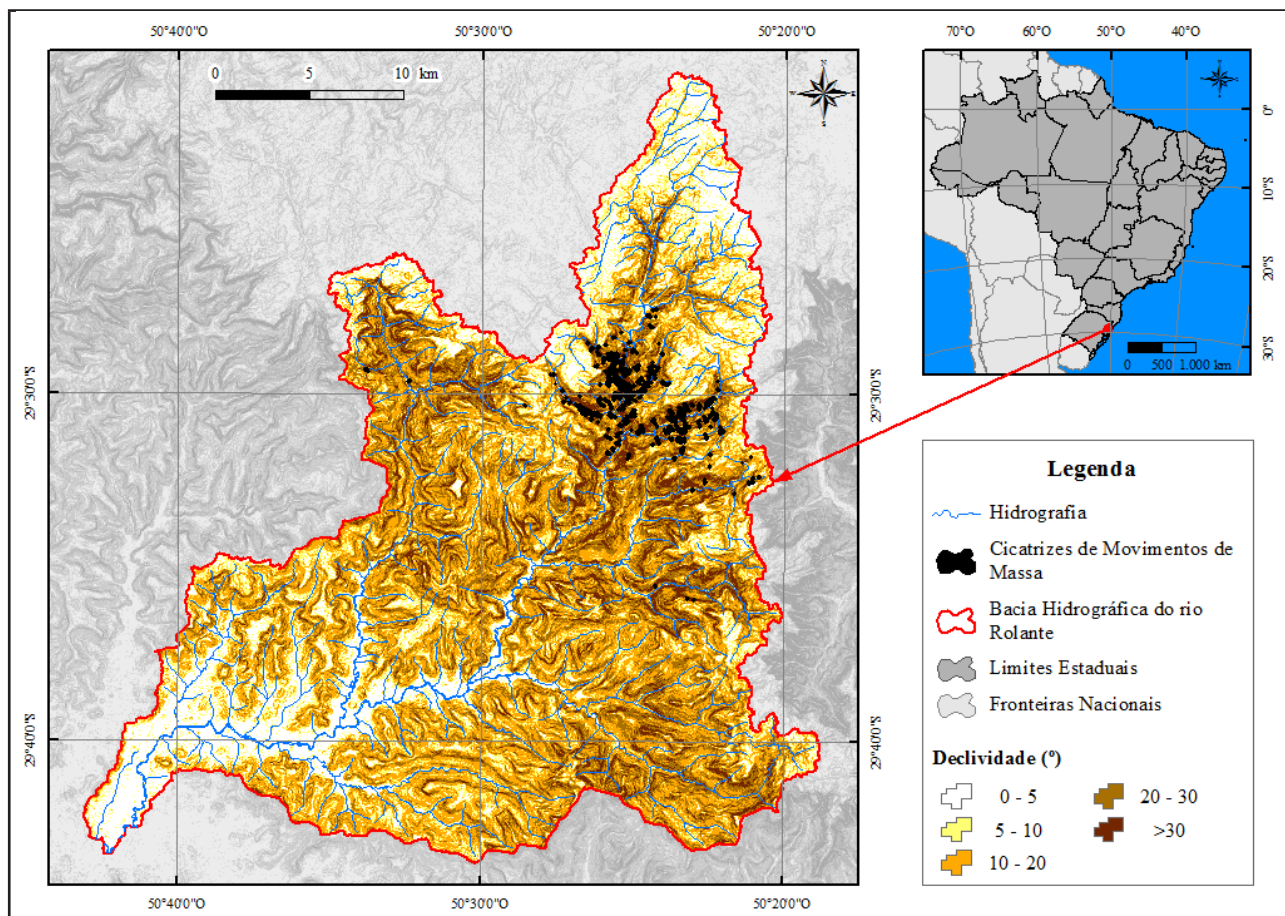 50°40'0"O 50°30'0"O 50°20'0"O
0 5 10 km
N
W E
S
29°30'0"S
29°40'0"S
29°30'0"S
29°40'0"S
50°40'0"O 50°30'0"O 50°20'0"O
70°O 60°O 50°O 40°O
0°
10°S
20°S
30°S
0 500 1.000 km
Legenda
Hidrografia
Cicatrizes de Movimentos de
Massa
Bacia Hidrográfica do rio
Rolante
Limites Estaduais
Fronteiras Nacionais
Declividade (º)
0 - 5
5 - 10
10 - 20
20 - 30
>30